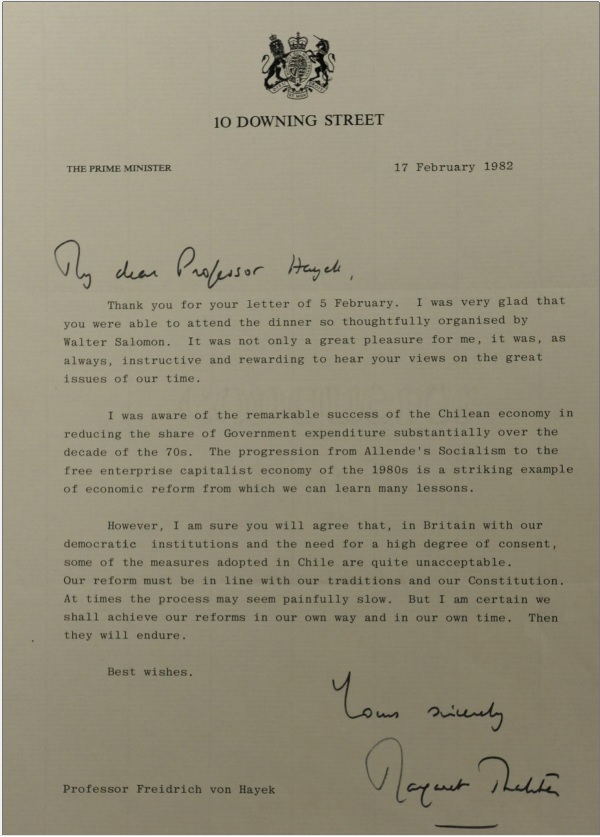 10 DOWNING STREET
THE PRIME MINISTER
17 February 1982
My dear Professor Hayek,
Thank you for your letter of 5 February. I was very glad that
you were able to attend the dinner so thoughtfully organised by
Walter Salomon. It was not only a great pleasure for me, it was, as
always, instructive and rewarding to hear your views on the great
issues of our time.
I was aware of the remarkable success of the Chilean economy in
reducing the share of Government expenditure substantially over the
decade of the 70s. The progression from Allende's Socialism to the
free enterprise capitalist economy of the 1980s is a striking example
of economic reform from which we can learn many lessons.
However, I am sure you will agree that, in Britain with our
democratic institutions and the need for a high degree of consent,
some of the measures adopted in Chile are quite unacceptable.
Our reform must be in line with our traditions and our Constitution.
At times the process may seem painfully slow. But I am certain we
shall achieve our reforms in our own way and in our own time. Then
they will endure.
Best wishes.
Yours sincerely
Margaret Thatcher
Professor Freidrich von Hayek